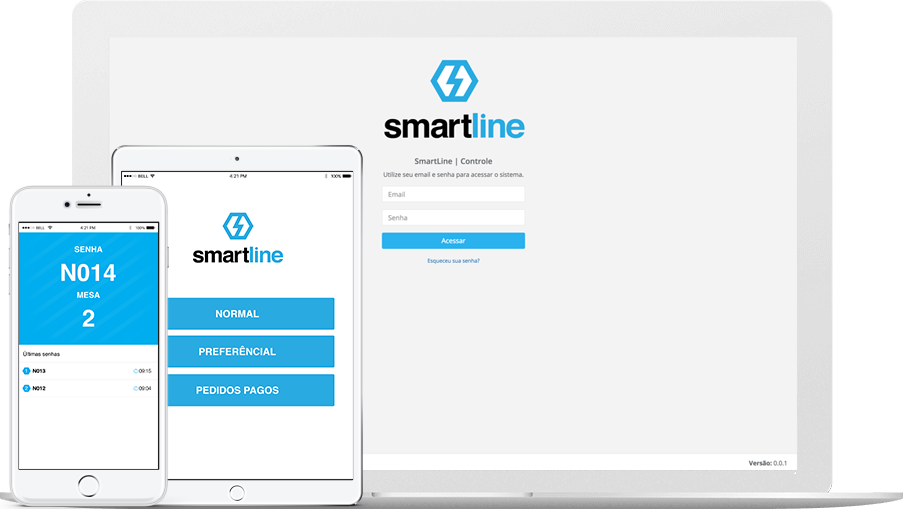 smartline
SmartLine | Controle
Utilize seu email e senha para acessar o sistema.
Email
Senha
Acessar
Esqueceu sua senha?
Versão: 0.0.1
BELL 4:21 PM 100%
smartline
NORMAL
PREFERÊNCIAL
PEDIDOS PAGOS
BELL 4:21 PM 100%
SENHA
N014
MESA
2
Últimas senhas
1 N013 09:15
2 N012 09:04